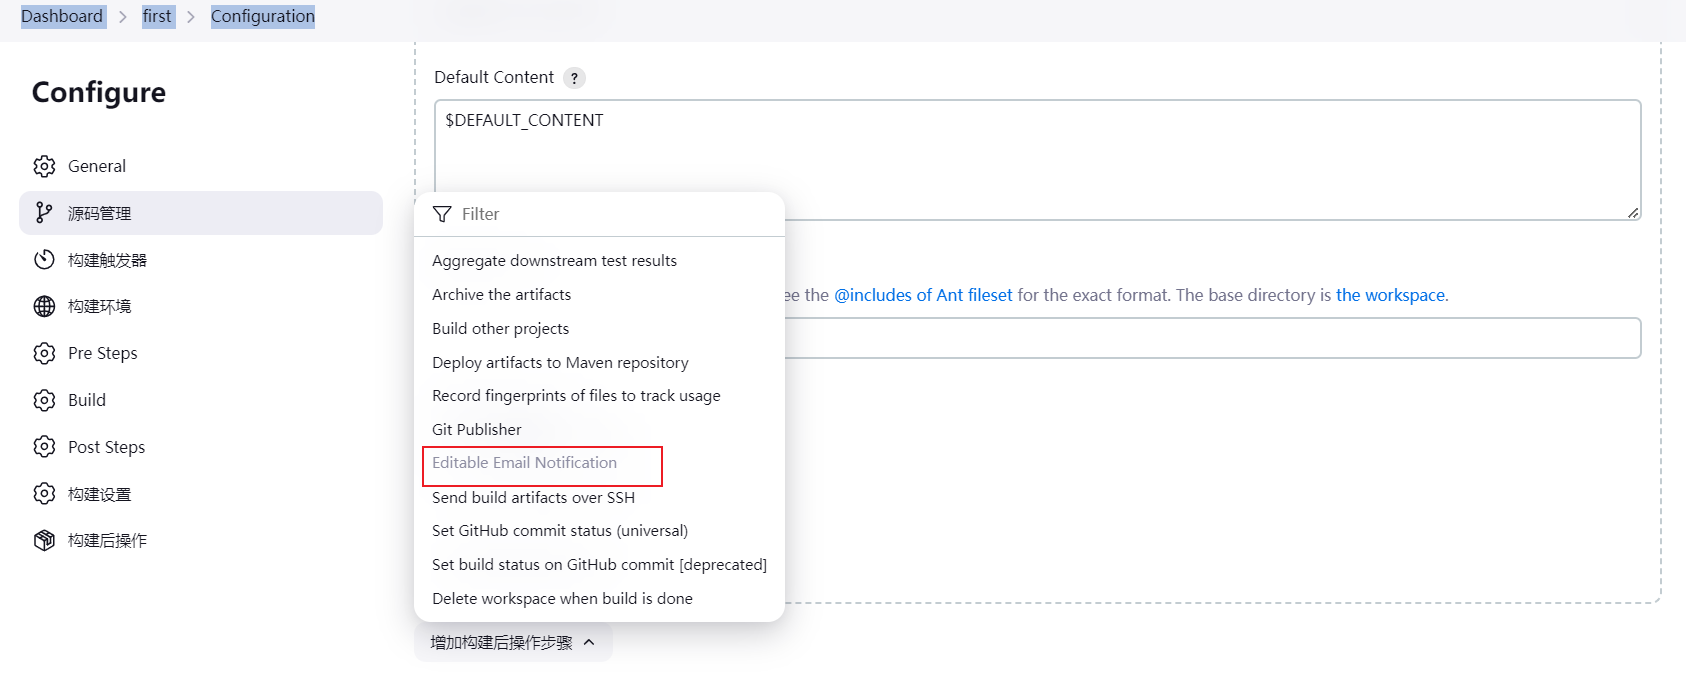 Dashboard > first > Configuration
Configure
General
源码管理
构建触发器
构建环境
Pre Steps
Build
Post Steps
构建设置
构建后操作
Default Content ?
$DEFAULT_CONTENT
Filter
Aggregate downstream test results
Archive the artifacts
ee the @includes of Ant fileset for the exact format. The base directory is the workspace.
Build other projects
Deploy artifacts to Maven repository
Record fingerprints of files to track usage
Git Publisher
Editable Email Notification
Send build artifacts over SSH
Set GitHub commit status (universal)
Set build status on GitHub commit [deprecated]
Delete workspace when build is done
增加构建后操作步骤